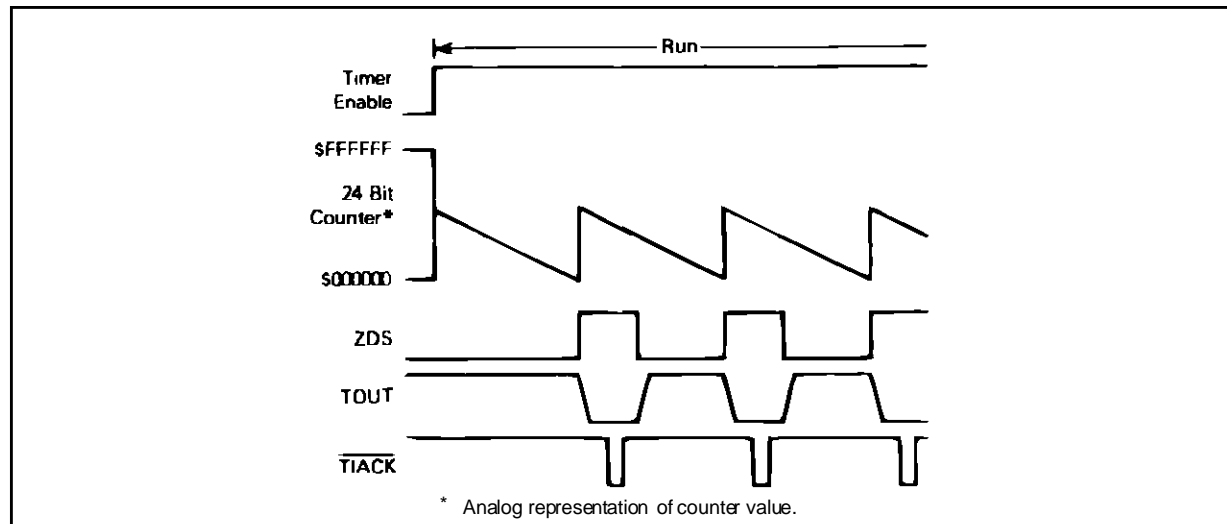 Run
Timer
Enable
$FFFFFF
24 Bit
Counter*
$000000
ZDS
TOUT
TIACK
* Analog representation of counter value.